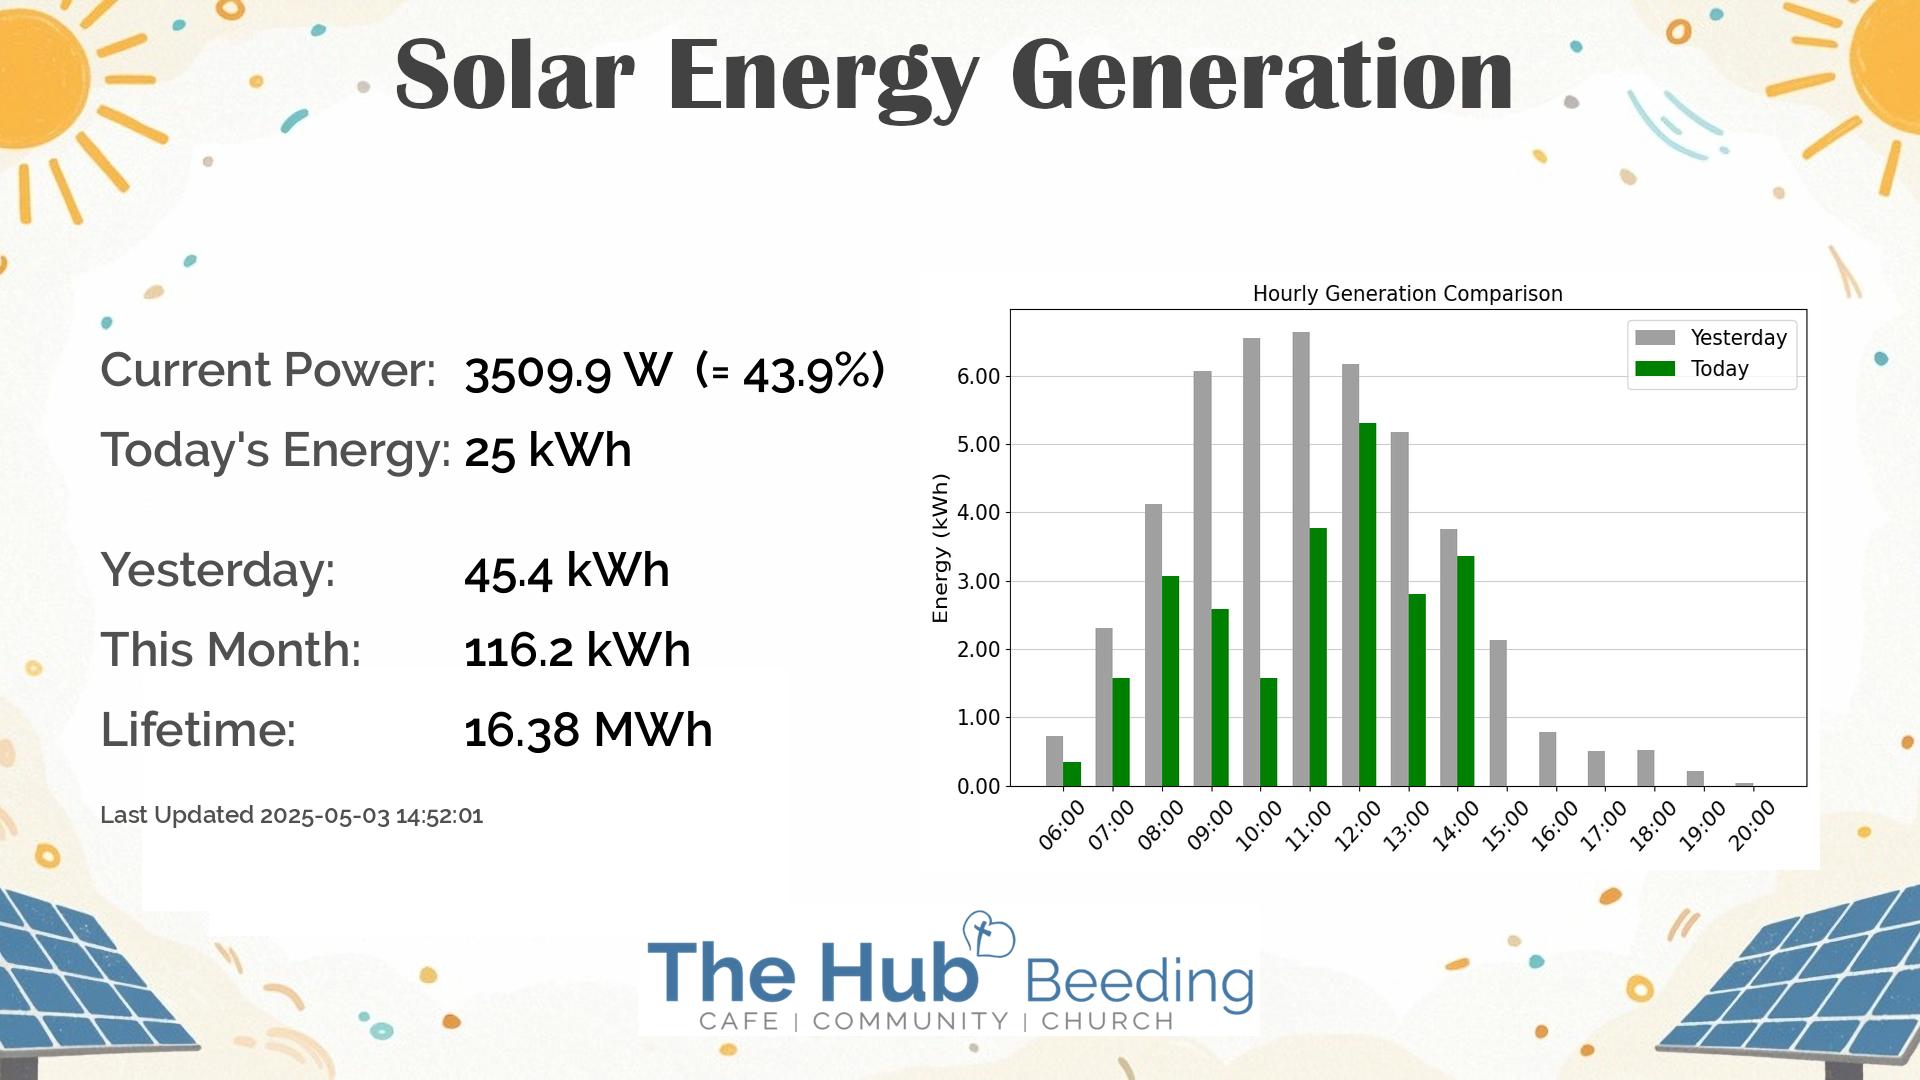 Solar Energy Generation
Current Power: 3509.9 W (= 43.9%)
Today's Energy: 25 kWh
Yesterday: 45.4 kWh
This Month: 116.2 kWh
Lifetime: 16.38 MWh
Last Updated 2025-05-03 14:52:01
Hourly Generation Comparison
Yesterday
Today
Energy (kWh)
6.00
5.00
4.00
3.00
2.00
1.00
0.00
06:00 07:00 08:00 09:00 10:00 11:00 12:00 13:00 14:00 15:00 16:00 17:00 18:00 19:00 20:00
The Hub Beeding
CAFE | COMMUNITY | CHURCH